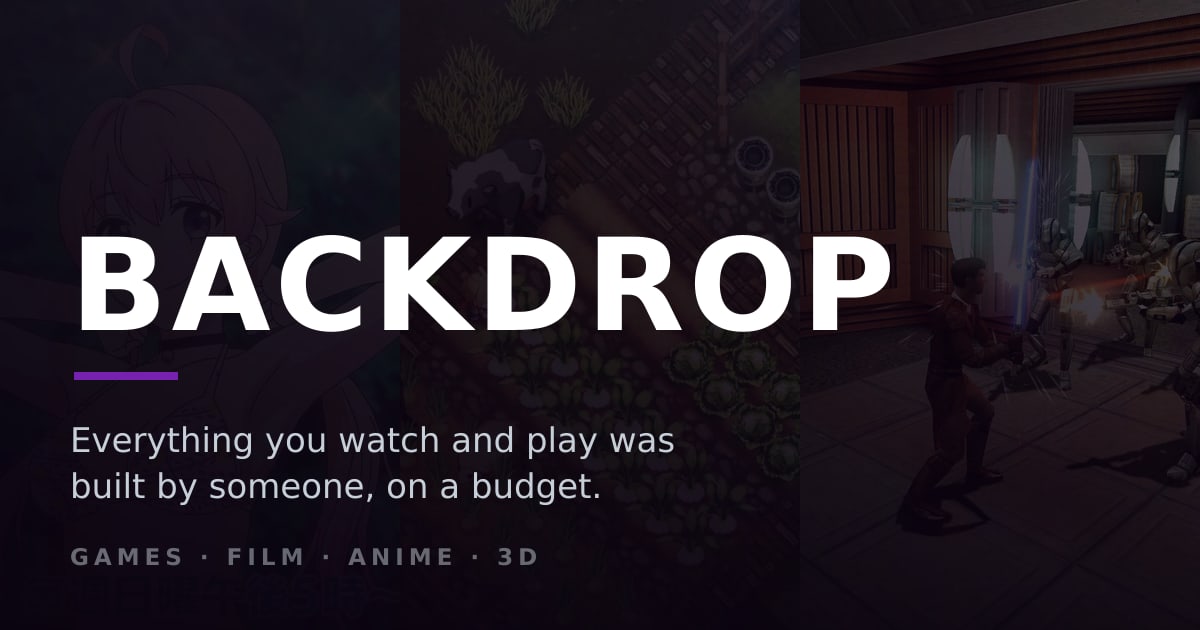 BACKDROP
Everything you watch and play was
built by someone, on a budget.
GAMES · FILM · ANIME · 3D